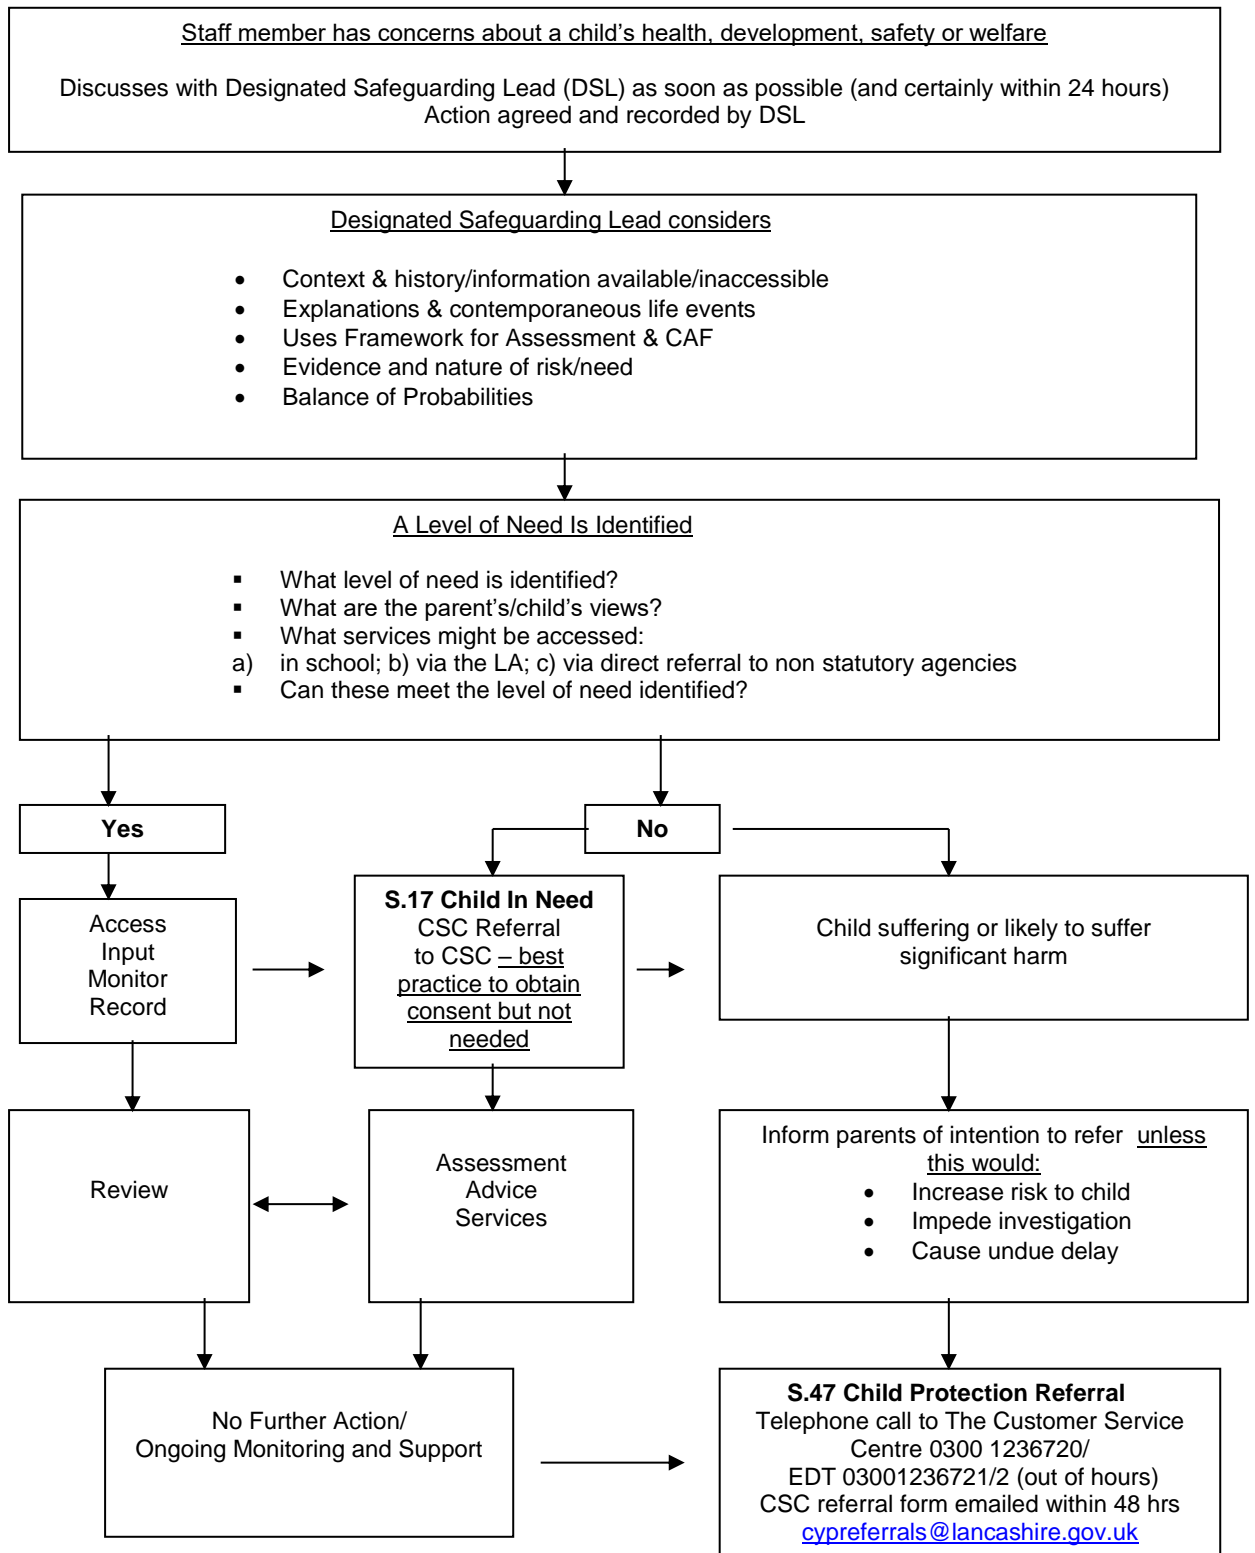 Staff member has concerns about a child’s health, development, safety or welfare
Discusses with Designated Safeguarding Lead (DSL) as soon as possible (and certainly within 24 hours)
Action agreed and recorded by DSL
Designated Safeguarding Lead considers
• Context & history/information available/inaccessible
• Explanations & contemporaneous life events
• Uses Framework for Assessment & CAF
• Evidence and nature of risk/need
• Balance of Probabilities
A Level of Need Is Identified
▪ What level of need is identified?
▪ What are the parent’s/child’s views?
▪ What services might be accessed:
a) in school; b) via the LA; c) via direct referral to non statutory agencies
▪ Can these meet the level of need identified?
Yes
No
Access
Input
Monitor
Record
S.17 Child In Need
CSC Referral
to CSC – best
practice to obtain
consent but not
needed
Child suffering or likely to suffer
significant harm
Review
Assessment
Advice
Services
Inform parents of intention to refer unless
this would:
• Increase risk to child
• Impede investigation
• Cause undue delay
No Further Action/
Ongoing Monitoring and Support
S.47 Child Protection Referral
Telephone call to The Customer Service
Centre 0300 1236720/
EDT 03001236721/2 (out of hours)
CSC referral form emailed within 48 hrs
cypreferrals@lancashire.gov.uk